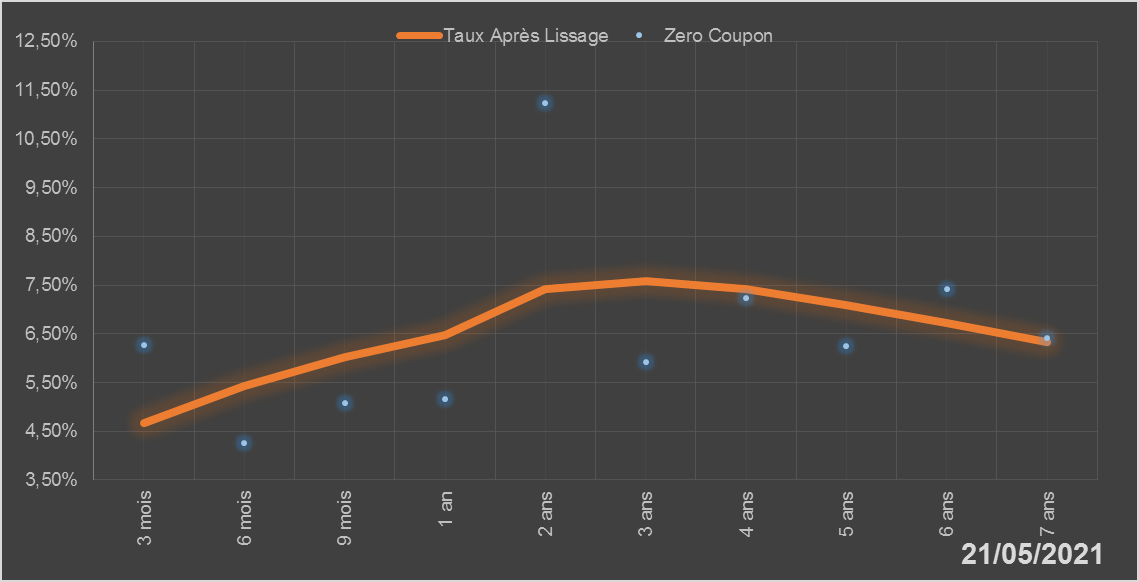 Taux Après Lissage Zero Coupon
12,50%
11,50%
10,50%
9,50%
8,50%
7,50%
6,50%
5,50%
4,50%
3,50%
3 mois
6 mois
9 mois
1 an
2 ans
3 ans
4 ans
5 ans
6 ans
7 ans
21/05/2021